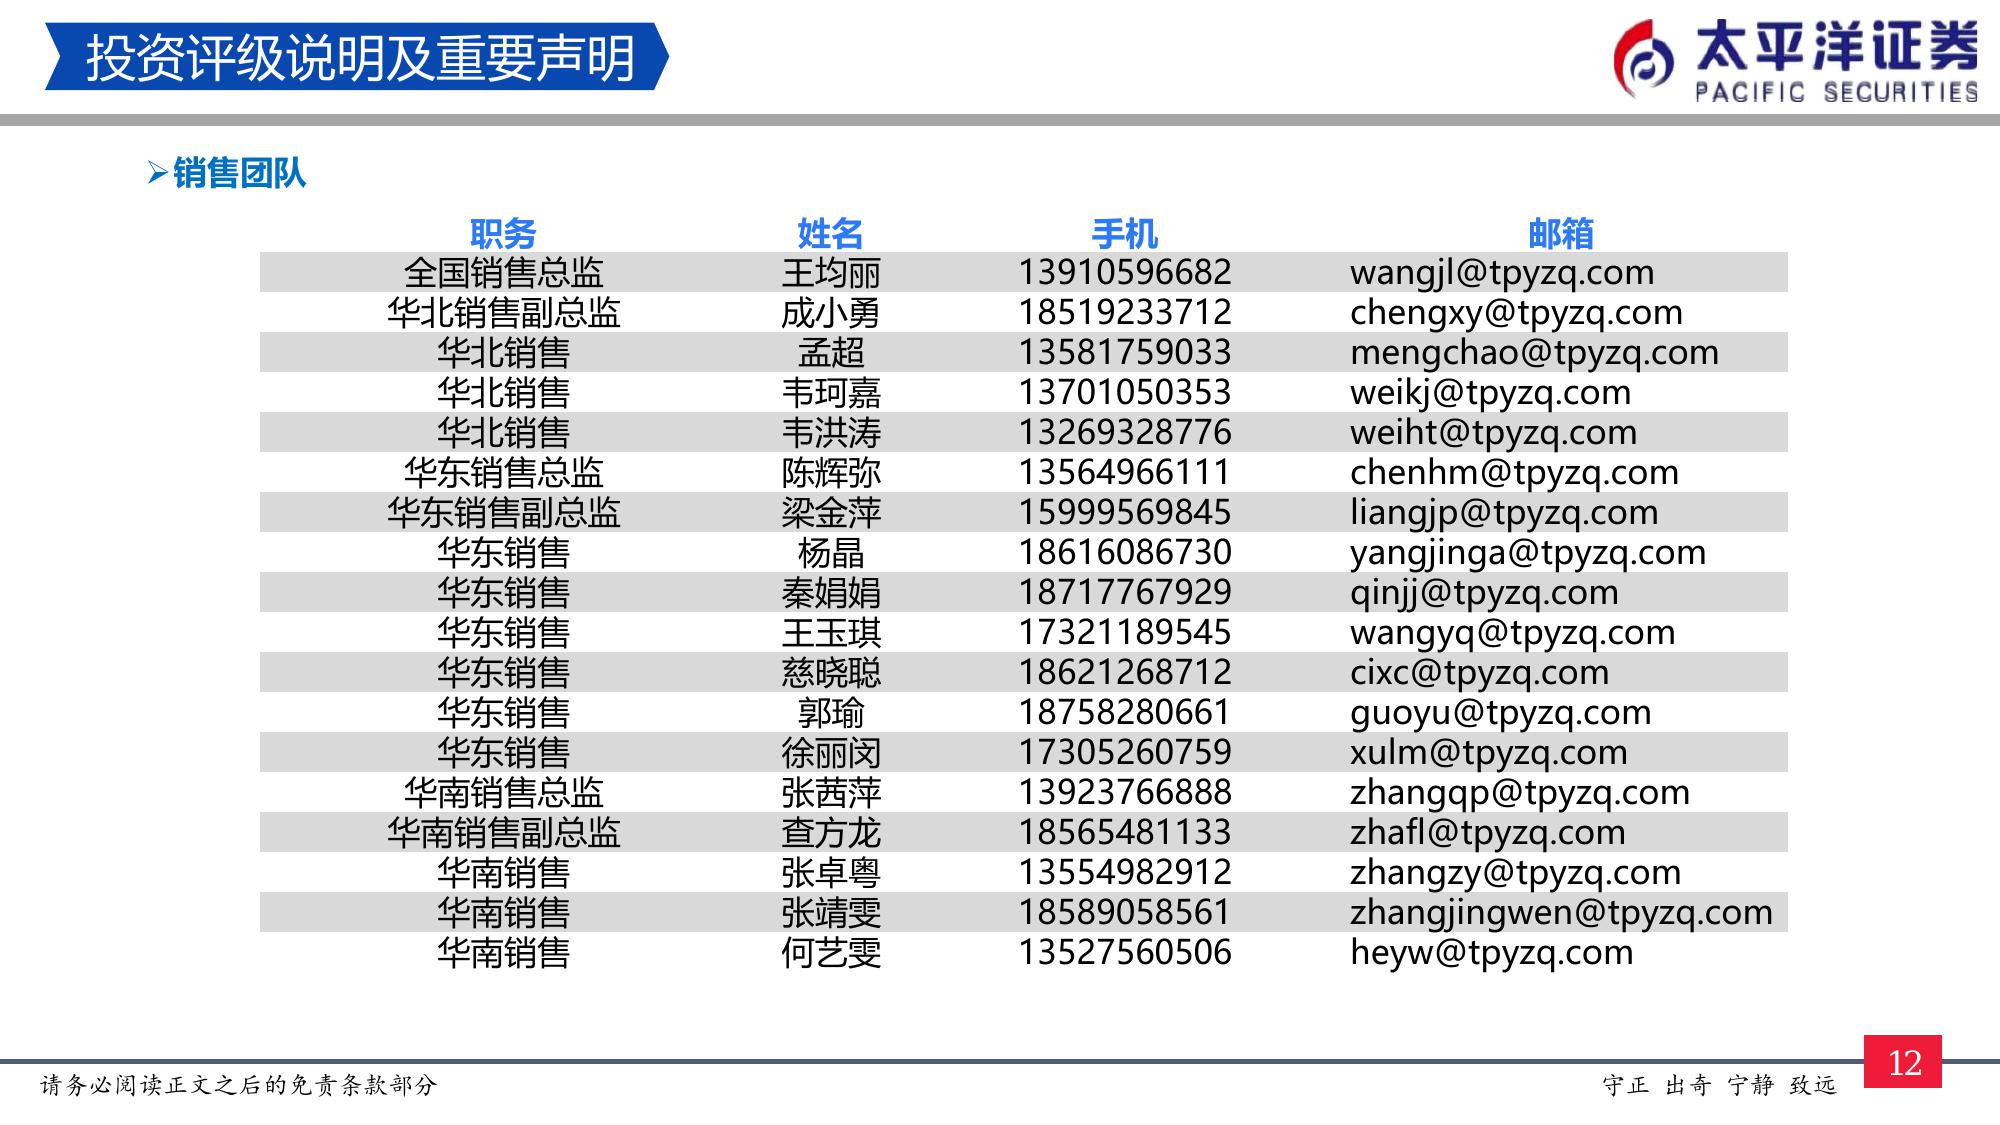 投资评级说明及重要声明
太平洋证券
PACIFIC SECURITIES
销售团队
职务 姓名 手机 邮箱
全国销售总监 王均丽 13910596682 wangjl@tpyzq.com
华北销售副总监 成小勇 18519233712 chengxy@tpyzq.com
华北销售 孟超 13581759033 mengchao@tpyzq.com
华北销售 韦珂嘉 13701050353 weikj@tpyzq.com
华北销售 韦洪涛 13269328776 weiht@tpyzq.com
华东销售总监 陈辉弥 13564966111 chenhm@tpyzq.com
华东销售副总监 梁金萍 15999569845 liangjp@tpyzq.com
华东销售 杨晶 18616086730 yangjinga@tpyzq.com
华东销售 秦娟娟 18717767929 qinjj@tpyzq.com
华东销售 王玉琪 17321189545 wangyq@tpyzq.com
华东销售 慈晓聪 18621268712 cixc@tpyzq.com
华东销售 郭瑜 18758280661 guoyu@tpyzq.com
华东销售 徐丽闵 17305260759 xulm@tpyzq.com
华南销售总监 张茜萍 13923766888 zhangqp@tpyzq.com
华南销售副总监 查方龙 18565481133 zhafl@tpyzq.com
华南销售 张卓粤 13554982912 zhangzy@tpyzq.com
华南销售 张靖雯 18589058561 zhangjingwen@tpyzq.com
华南销售 何艺雯 13527560506 heyw@tpyzq.com
请务必阅读正文之后的免责条款部分
守正 出奇 宁静 致远
12